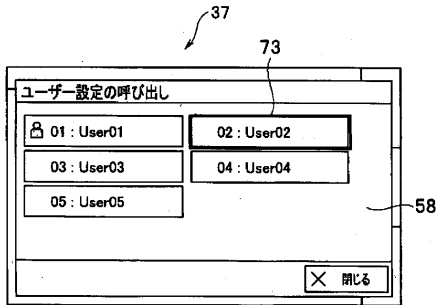 37
73
ユーザー設定の呼び出し
01 : User01
02 : User02
03 : User03
04 : User04
05 : User05
58
× 閉じる